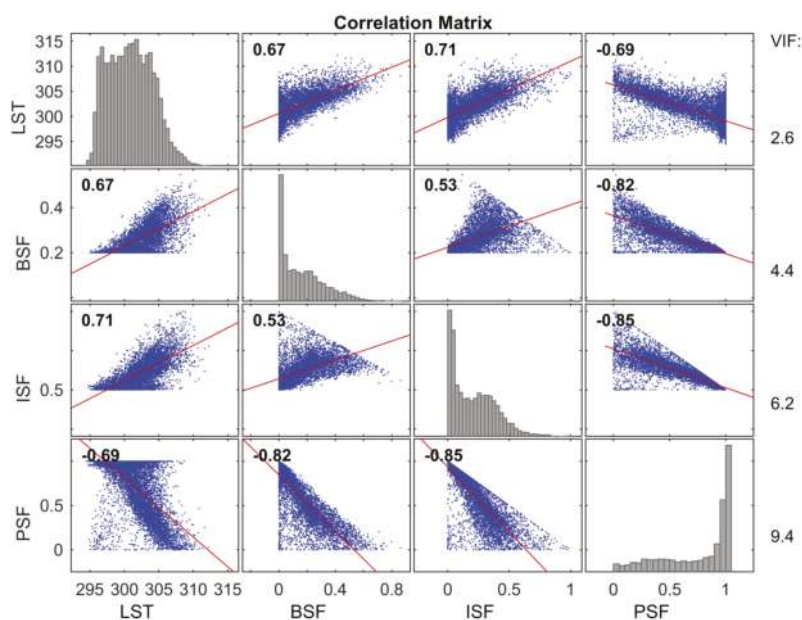 Correlation Matrix
VIF:
LST
315
310
305
300
295
0.67
0.71
-0.69
2.6
BSF
0.4
0.2
0.67
0.53
-0.82
4.4
ISF
0.5
0.71
0.53
-0.85
6.2
PSF
0.5
0
-0.69
-0.82
-0.85
9.4
295 300 305 310 315
0 0.2 0.4 0.6 0.8
0 0.5 1
0 0.5 1
LST BSF ISF PSF